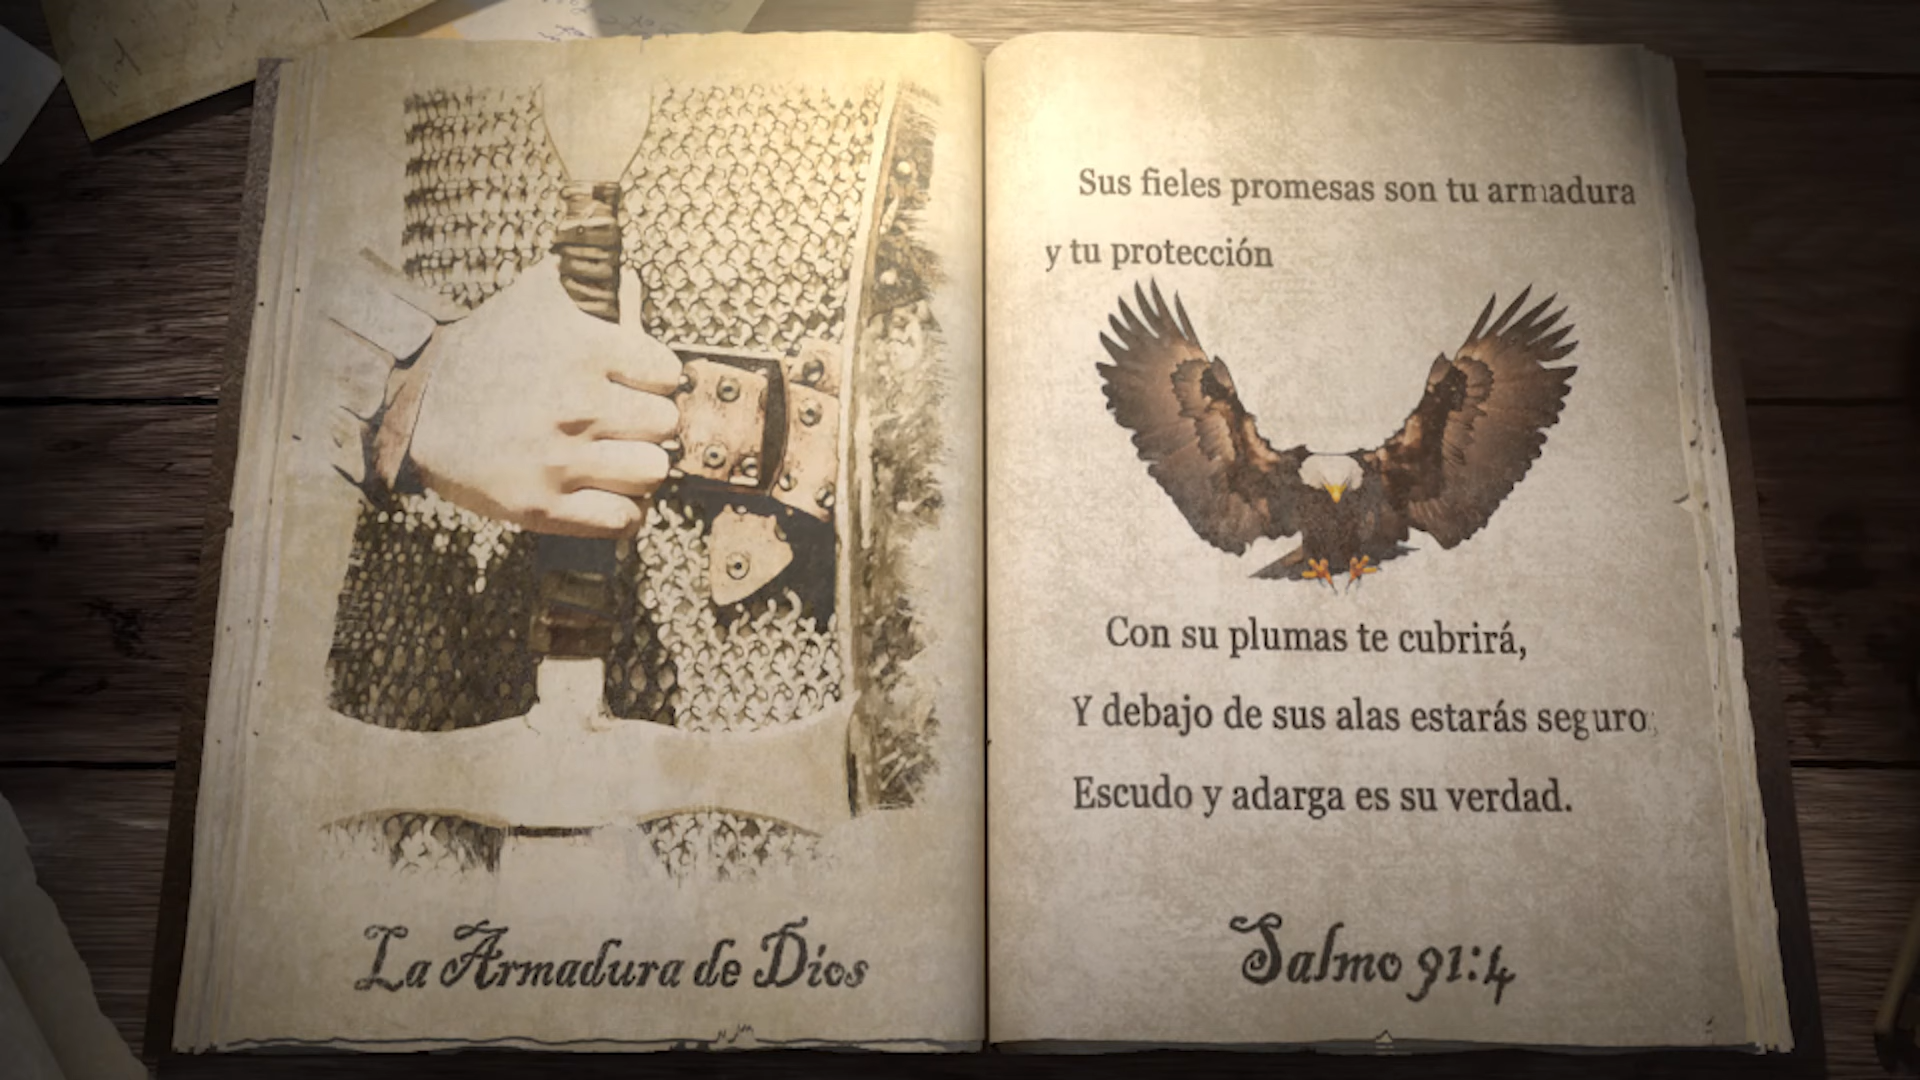 La Armadura de Dios
Sus fieles promesas son tu armadura
y tu protección
Con su plumas te cubrirá,
Y debajo de sus alas estarás seguro;
Escudo y adarga es su verdad.
Salmo 91:4